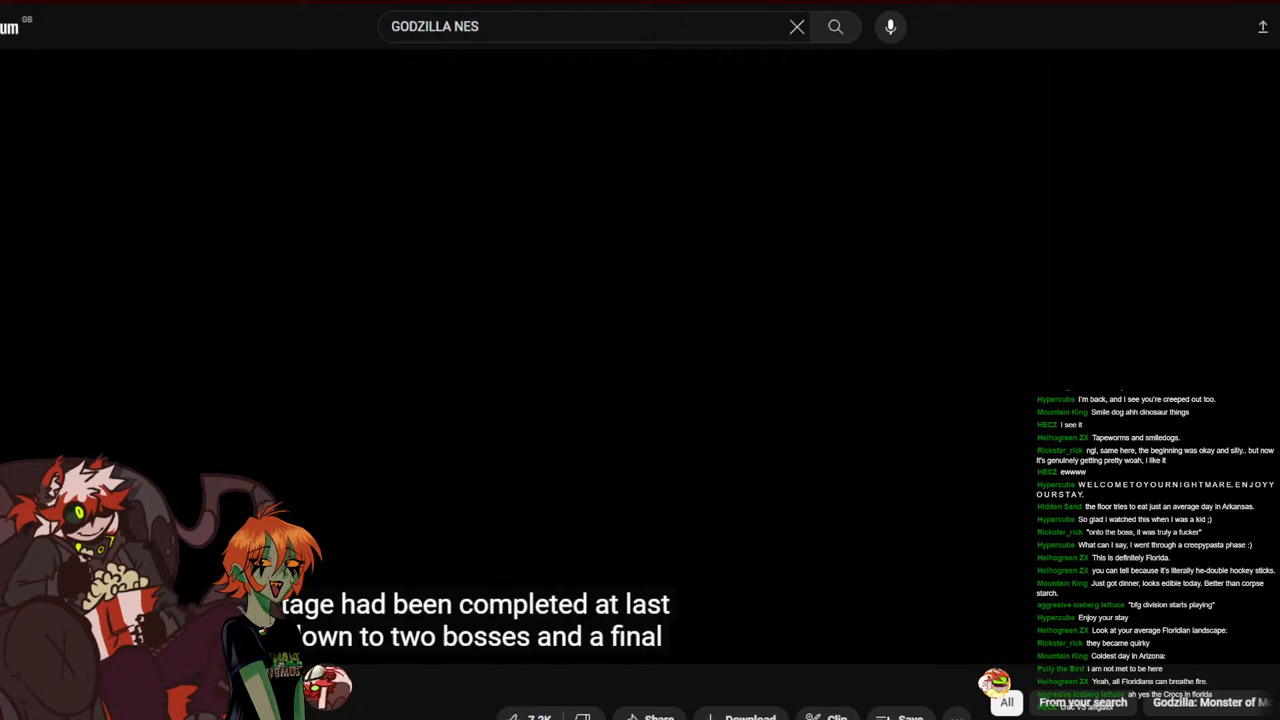 um GB
GODZILLA NES
Hypercube I'm back, and I see you're creeped out too.
Mountain King Smile dog ahh dinosaur things
HECZ I see it
Helhogreen ZX Tapeworms and smiledogs.
Rickster_rick ngl, same here, the beginning was okay and silly.. but now
it's genuinely getting pretty woah, I like it
HECZ ewwww
Hypercube W E L C O M E T O Y O U R N I G H T M A R E. E N J O Y Y
O U R S T A Y.
Hidden Sand the floor tries to eat just an average day in Arkansas.
Hypercube So glad I watched this when I was a kid ;)
Rickster_rick "onto the boss, it was truly a fucker"
Hypercube What can I say, I went through a creepypasta phase :)
Helhogreen ZX This is definitely Florida.
Helhogreen ZX you can tell because it's literally he-double hockey sticks.
Mountain King Just got dinner, looks edible today. Better than corpse
starch.
aggresive iceberg lettuce "bfg division starts playing"
Hypercube Enjoy your stay
Helhogreen ZX Look at your average Floridian landscape:
Rickster_rick they became quirky
Mountain King Coldest day in Arizona:
Polly the Bird i am not met to be here
Helhogreen ZX Yeah, all Floridians can breathe fire.
aggresive iceberg lettuce ah yes the Crocs in florida
HECZ croc VS alligator
tage had been completed at last
down to two bosses and a final
All From your search Godzilla: Monster of Mo
7.2K Share Download Clip Save